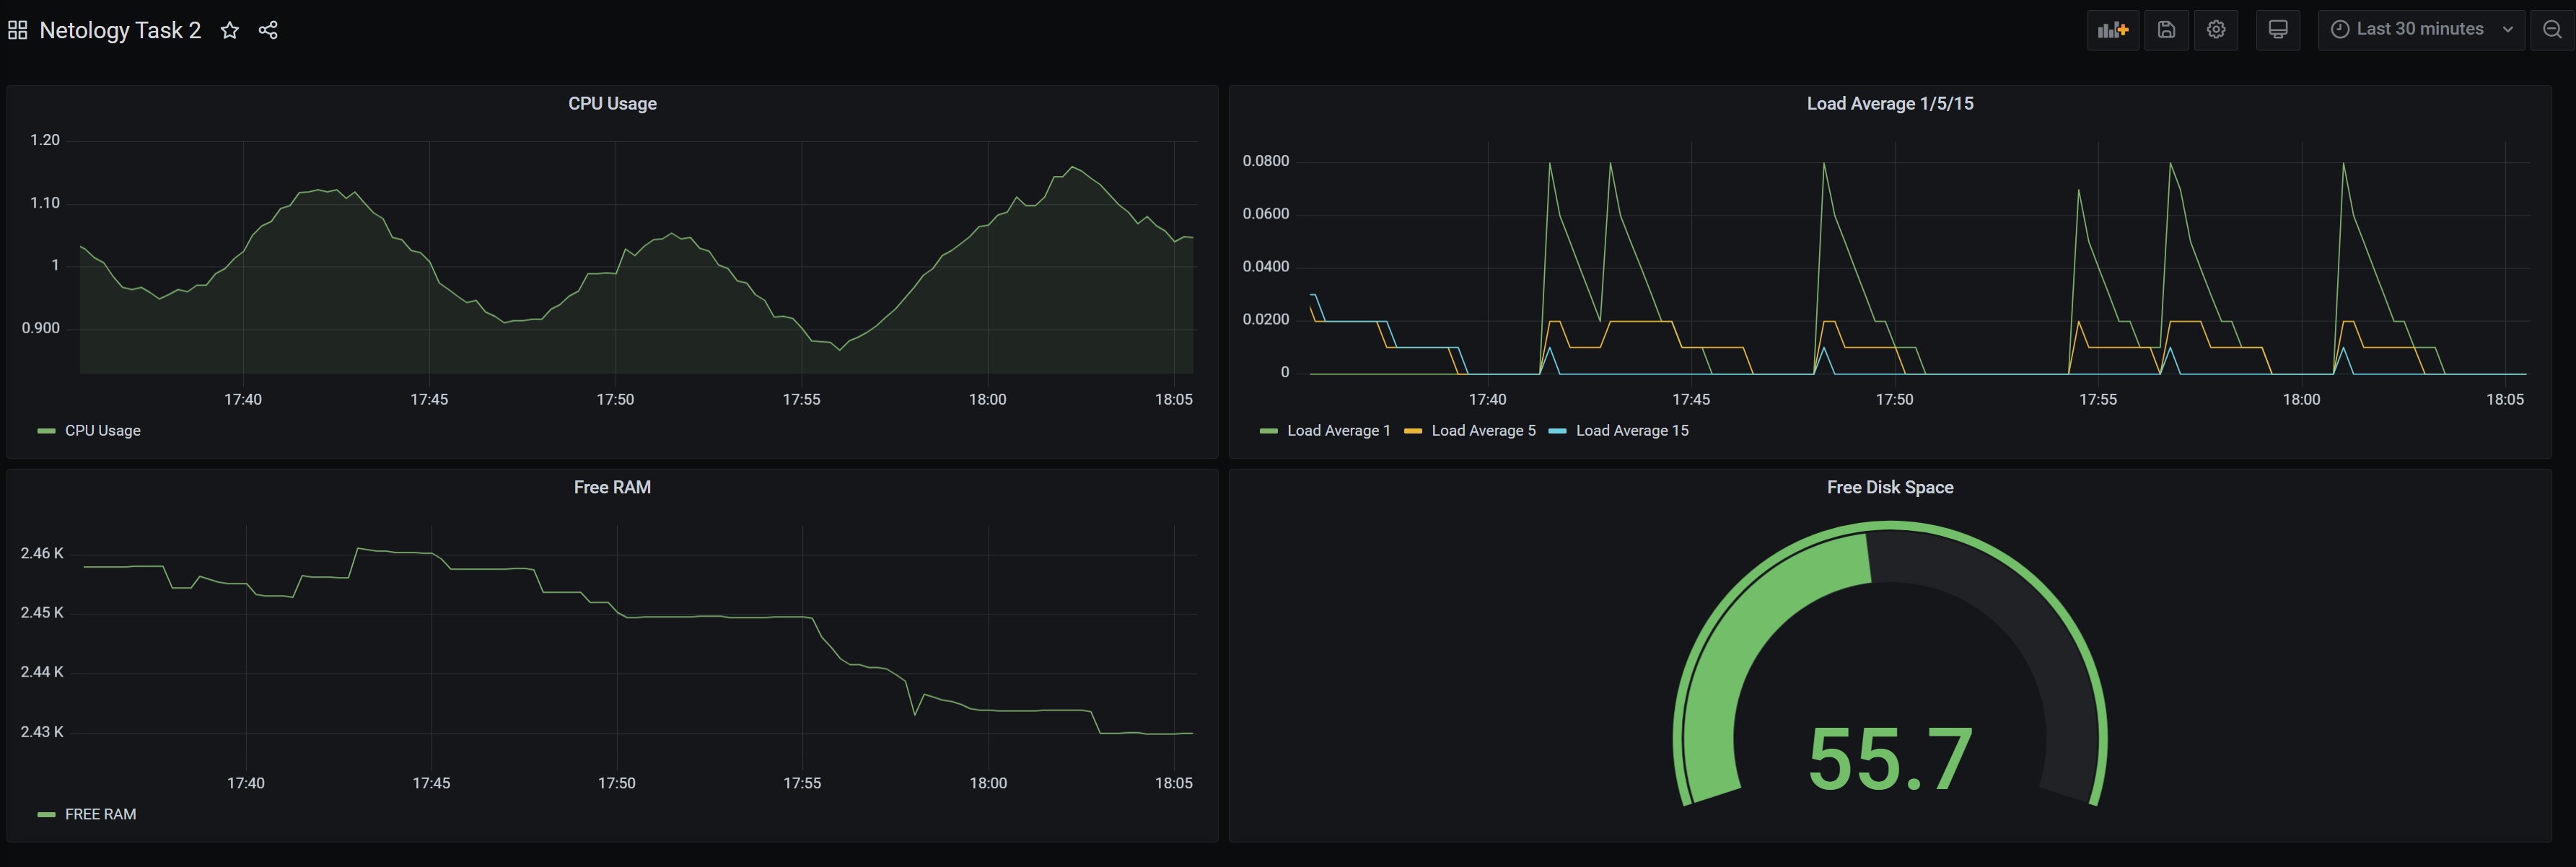 Netology Task 2
Last 30 minutes
CPU Usage
1.20
1.10
1
0.900
17:40 17:45 17:50 17:55 18:00 18:05
CPU Usage
Load Average 1/5/15
0.0800
0.0600
0.0400
0.0200
0
17:40 17:45 17:50 17:55 18:00 18:05
Load Average 1 Load Average 5 Load Average 15
Free RAM
2.46 K
2.45 K
2.44 K
2.43 K
17:40 17:45 17:50 17:55 18:00 18:05
FREE RAM
Free Disk Space
55.7